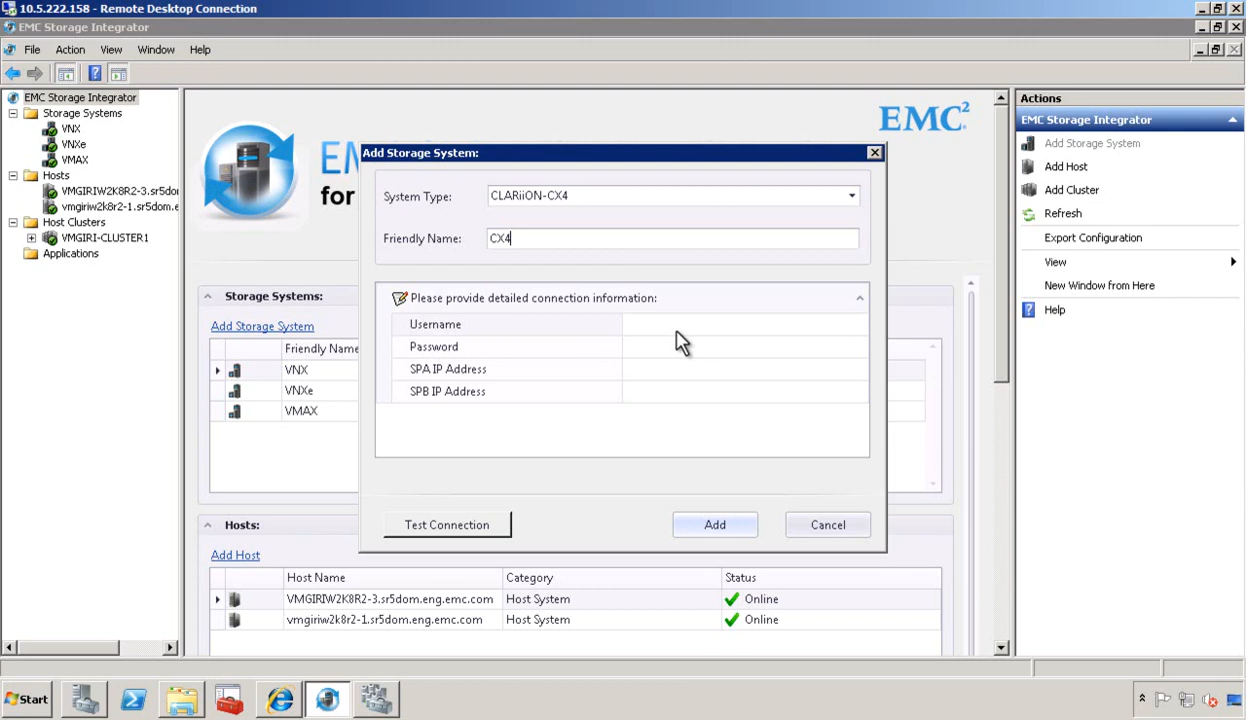 10.5.222.158 - Remote Desktop Connection
EMC Storage Integrator
File Action View Window Help
EMC Storage Integrator
Storage Systems
VNX
VNXe
VMAX
Hosts
VMGIRIW2K8R2-3.sr5do
vmgiriw2k8r2-1.sr5dom.e
Host Clusters
VMGIRI-CLUSTER1
Applications
EMC²
for
Storage Systems:
Add Storage System
Friendly Name
VNX
VNXe
VMAX
Hosts:
Add Host
Host Name Category Status
VMGIRIW2K8R2-3.sr5dom.eng.emc.com Host System Online
vmgiriw2k8r2-1.sr5dom.eng.emc.com Host System Online
Add Storage System:
System Type: CLARiiON-CX4
Friendly Name: CX4
Please provide detailed connection information:
Username
Password
SPA IP Address
SPB IP Address
Test Connection Add Cancel
Actions
EMC Storage Integrator
Add Storage System
Add Host
Add Cluster
Refresh
Export Configuration
View
New Window from Here
Help
Start